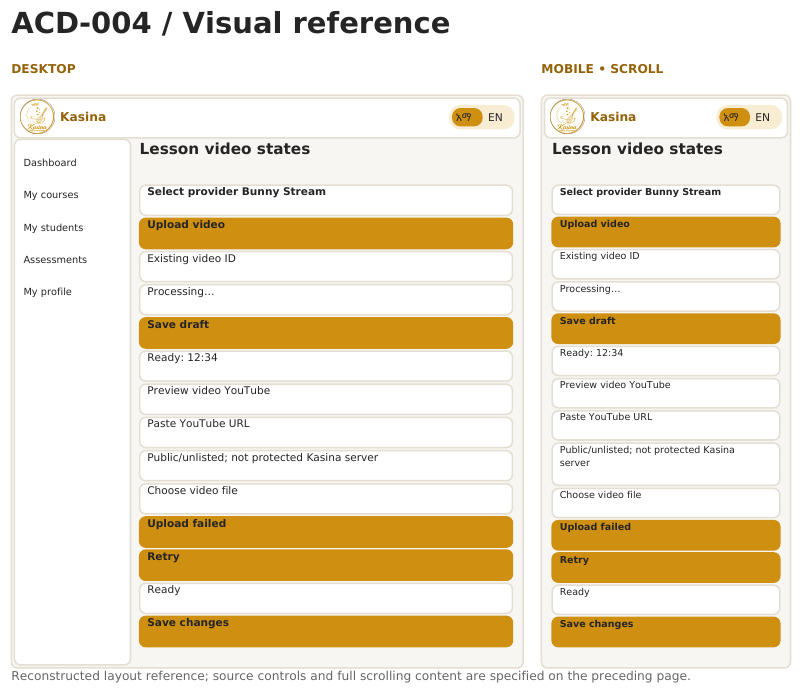 ACD-004 / Visual reference
DESKTOP
Kasina
Kasina
አማ
EN
Dashboard
My courses
My students
Assessments
My profile
Lesson video states
Select provider Bunny Stream
Upload video
Existing video ID
Processing...
Save draft
Ready: 12:34
Preview video YouTube
Paste YouTube URL
Public/unlisted; not protected Kasina server
Choose video file
Upload failed
Retry
Ready
Save changes
MOBILE • SCROLL
Kasina
Kasina
አማ
EN
Lesson video states
Select provider Bunny Stream
Upload video
Existing video ID
Processing...
Save draft
Ready: 12:34
Preview video YouTube
Paste YouTube URL
Public/unlisted; not protected Kasina
server
Choose video file
Upload failed
Retry
Ready
Save changes
Reconstructed layout reference; source controls and full scrolling content are specified on the preceding page.